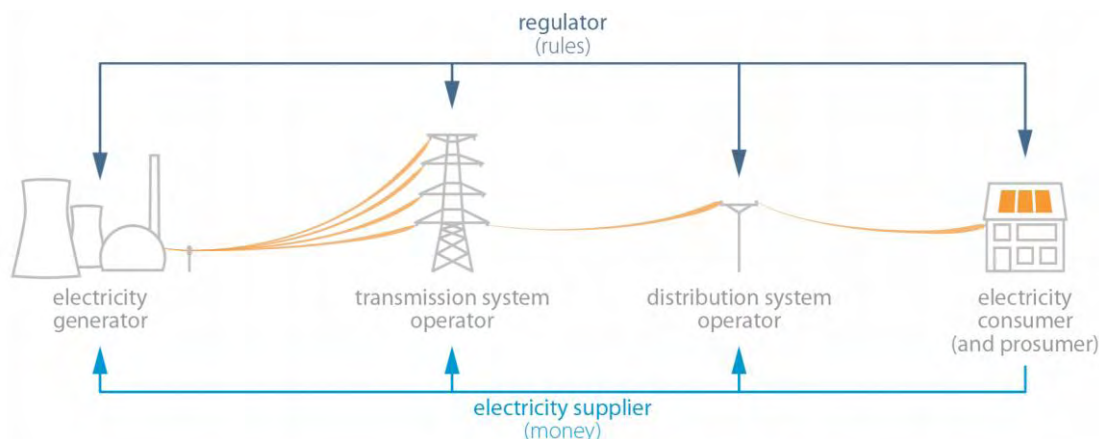 regulator
(rules)
electricity
generator
transmission system
operator
distribution system
operator
electricity
consumer
(and prosumer)
electricity supplier
(money)